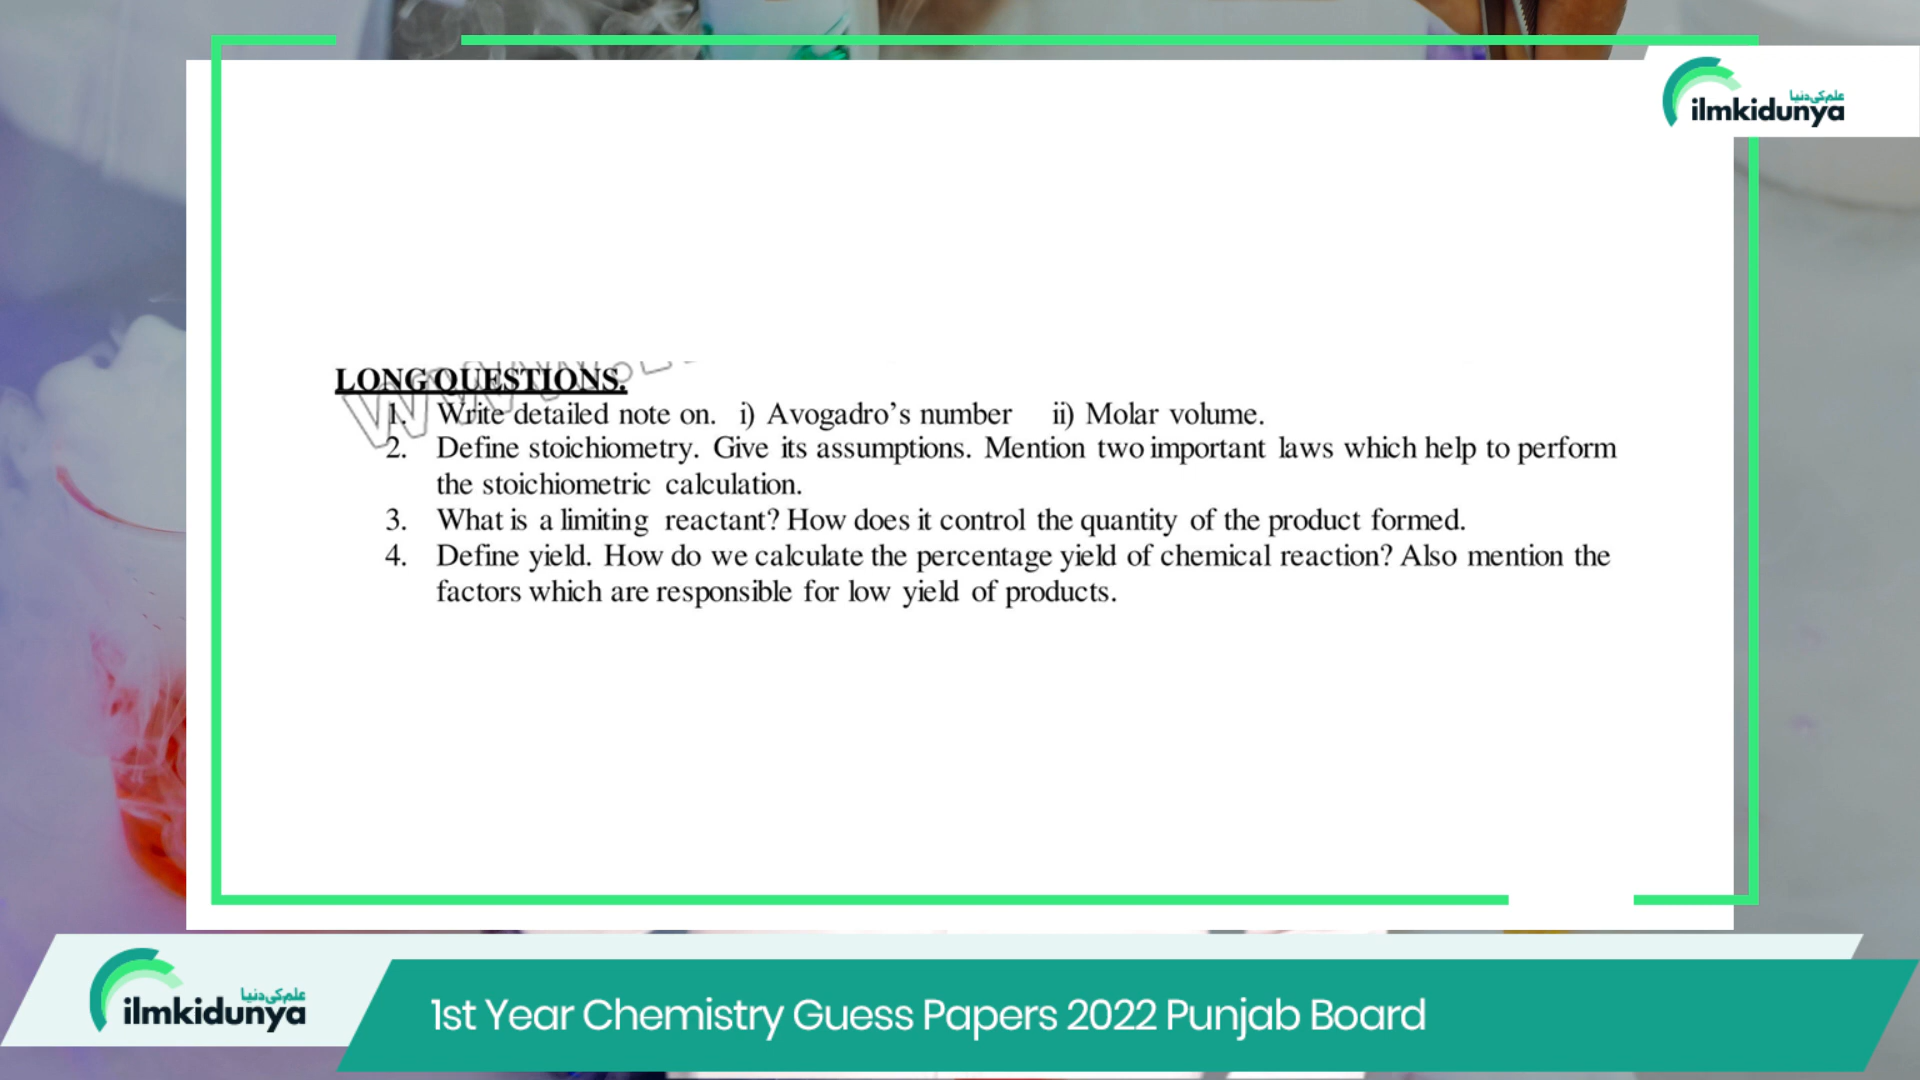 علم کی دنیا
ilmkidunya
LONG QUESTIONS.
1. Write detailed note on. i) Avogadro’s number ii) Molar volume.
2. Define stoichiometry. Give its assumptions. Mention two important laws which help to perform
the stoichiometric calculation.
3. What is a limiting reactant? How does it control the quantity of the product formed.
4. Define yield. How do we calculate the percentage yield of chemical reaction? Also mention the
factors which are responsible for low yield of products.
علم کی دنیا
ilmkidunya
1st Year Chemistry Guess Papers 2022 Punjab Board